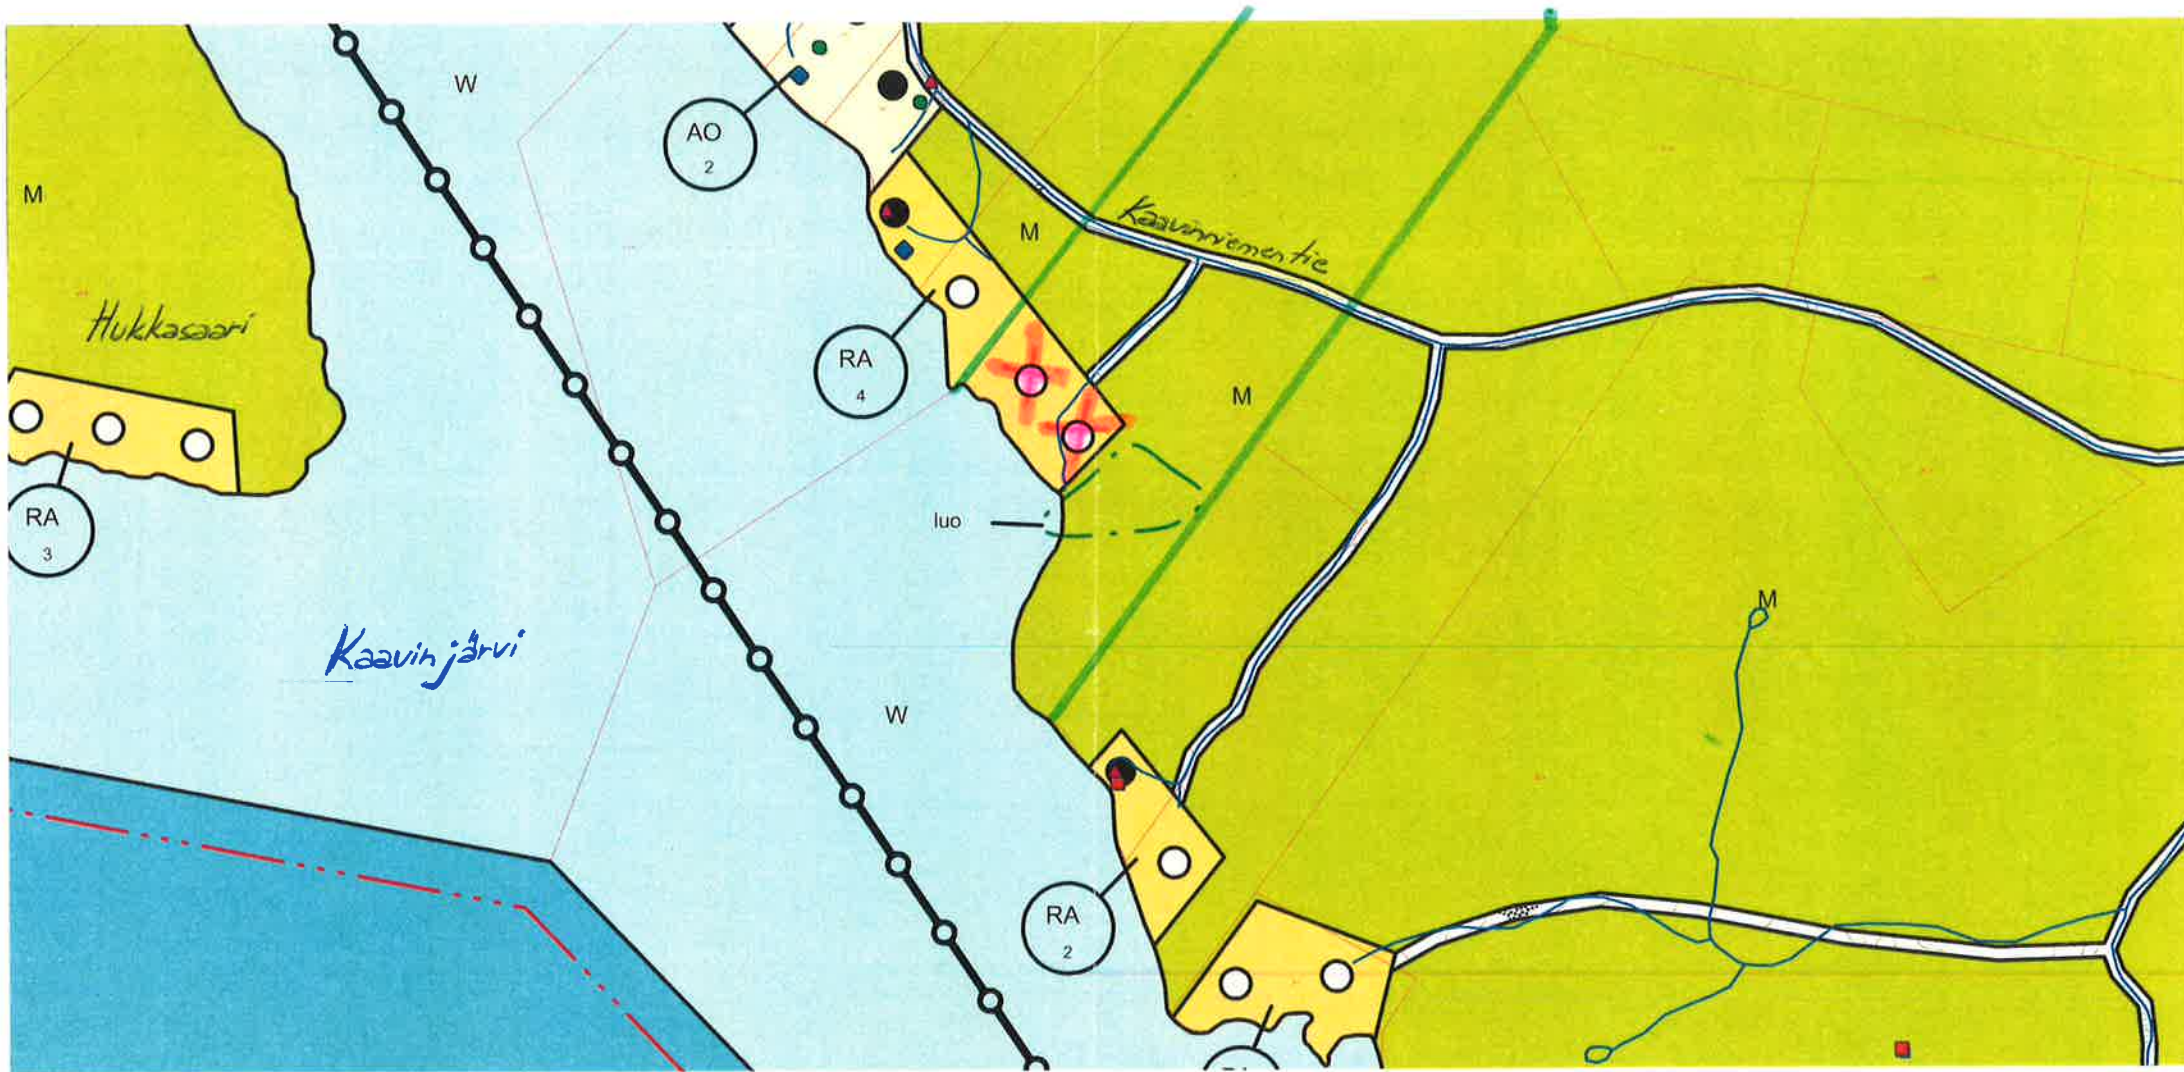 W
AO
2
M
Kaavinniementie
M
Hukkasaari
RA
4
M
RA
3
luo
M
Kaavinjärvi
W
RA
2